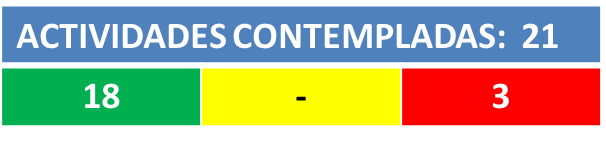 ACTIVIDADES CONTEMPLADAS: 21
18 - 3